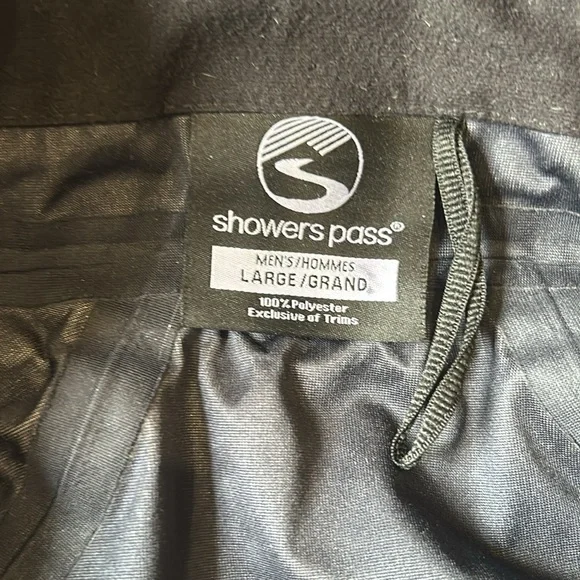 showers pass®
MEN'S/HOMMES
LARGE/GRAND
100% Polyester
Exclusive of Trims